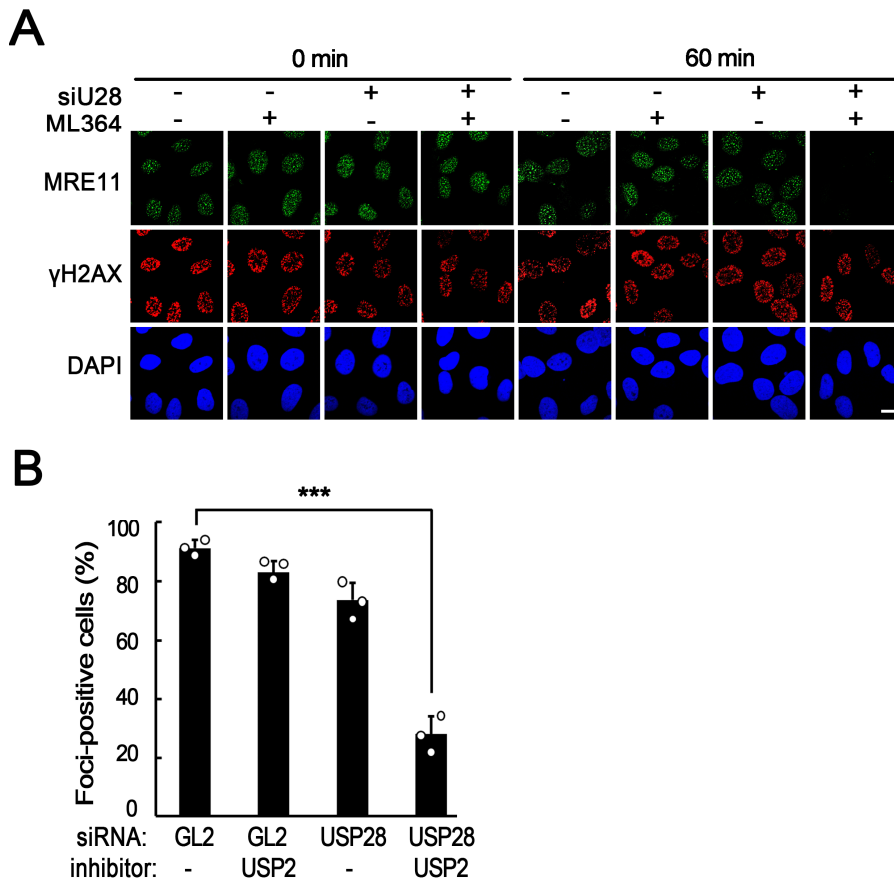 A
0 min 60 min
siU28 - - + + - - + +
ML364 - + - + - + - +
MRE11
γH2AX
DAPI
B
***
Foci-positive cells (%)
100
80
60
40
20
0
siRNA: GL2 GL2 USP28 USP28
inhibitor: - USP2 - USP2